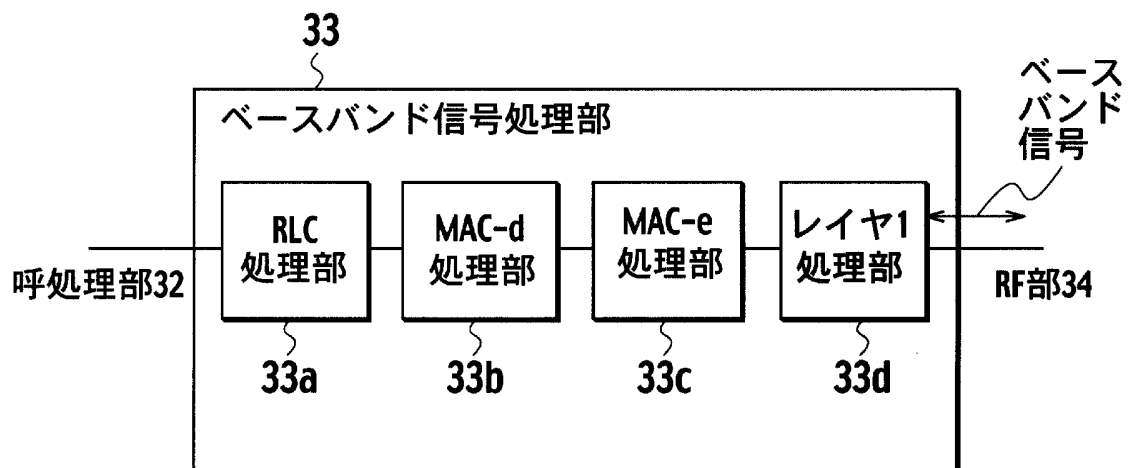 33
ベース
バンド
信号
ベースバンド信号処理部
RLC
処理部
MAC-d
処理部
MAC-e
処理部
レイヤ1
処理部
呼処理部32
RF部34
33a
33b
33c
33d